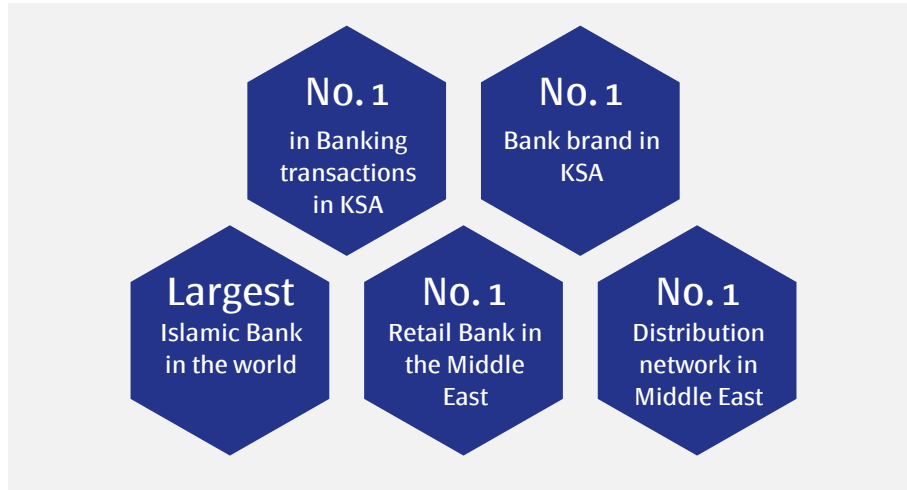 No. 1
in Banking
transactions
in KSA
No. 1
Bank brand in
KSA
Largest
Islamic Bank
in the world
No. 1
Retail Bank in
the Middle
East
No. 1
Distribution
network in
Middle East